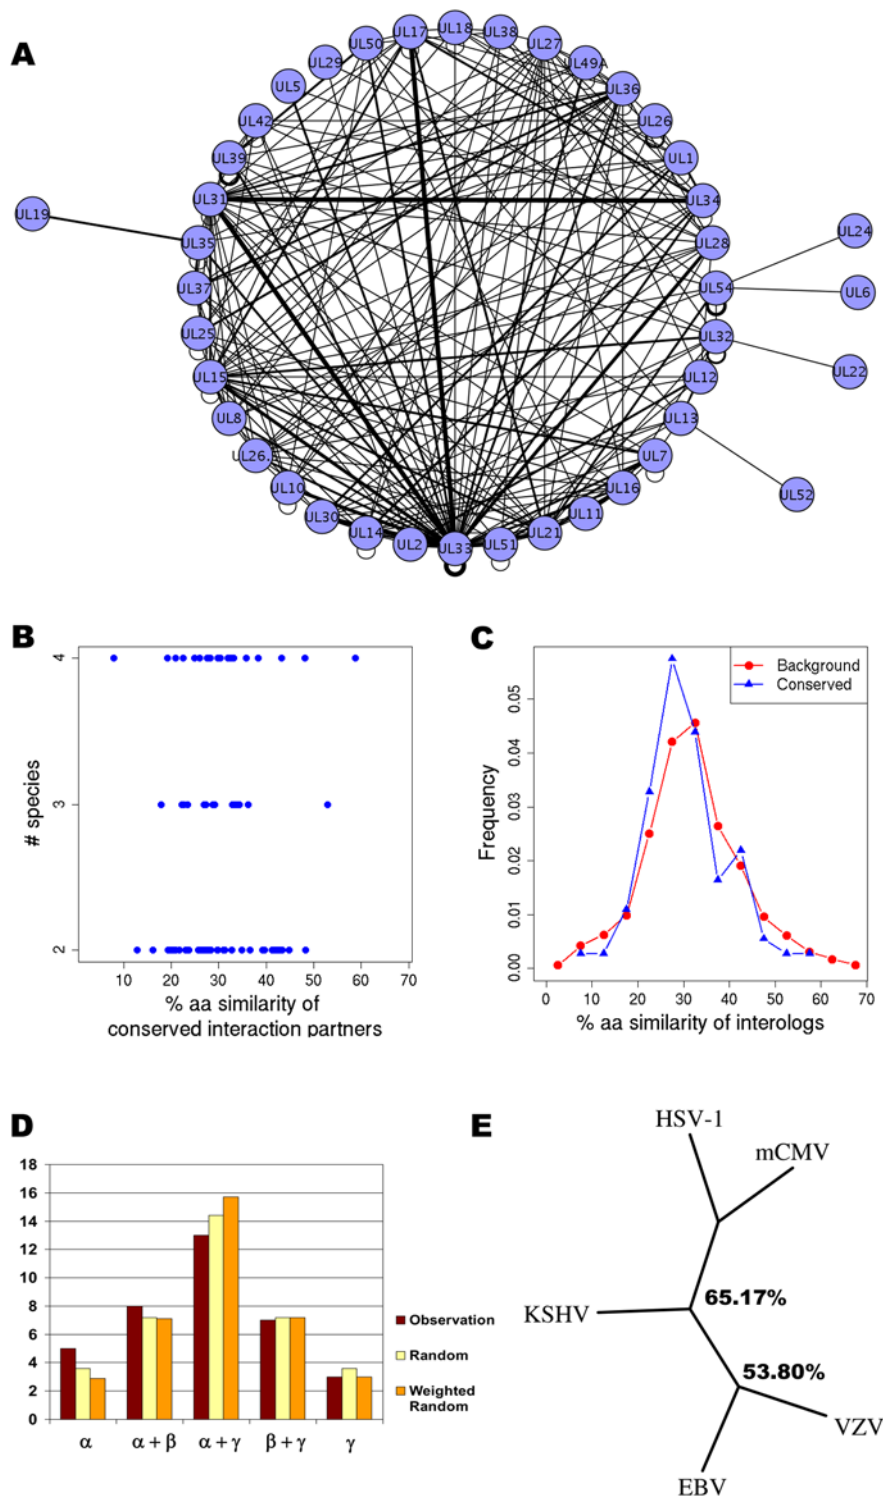 A
UL17
UL18
UL38
UL27
UL50
UL49A
UL29
UL36
UL5
UL26
UL42
UL1
UL39
UL34
UL31
UL19
UL35
UL28
UL24
UL37
UL54
UL6
UL25
UL32
UL22
UL15
UL12
UL8
UL13
UL26.
UL7
UL52
UL10
UL16
UL30
UL11
UL14
UL2
UL33
UL51
UL21
B
# species
4
3
2
10 20 30 40 50 60 70
% aa similarity of
conserved interaction partners
C
Background
Conserved
Frequency
0.05
0.04
0.03
0.02
0.01
0.00
0 10 20 30 40 50 60 70
% aa similarity of interologs
D
18
16
14
12
10
8
6
4
2
0
α α + β α + γ β + γ γ
Observation
Random
Weighted
Random
E
HSV-1
mCMV
KSHV
65.17%
53.80%
VZV
EBV